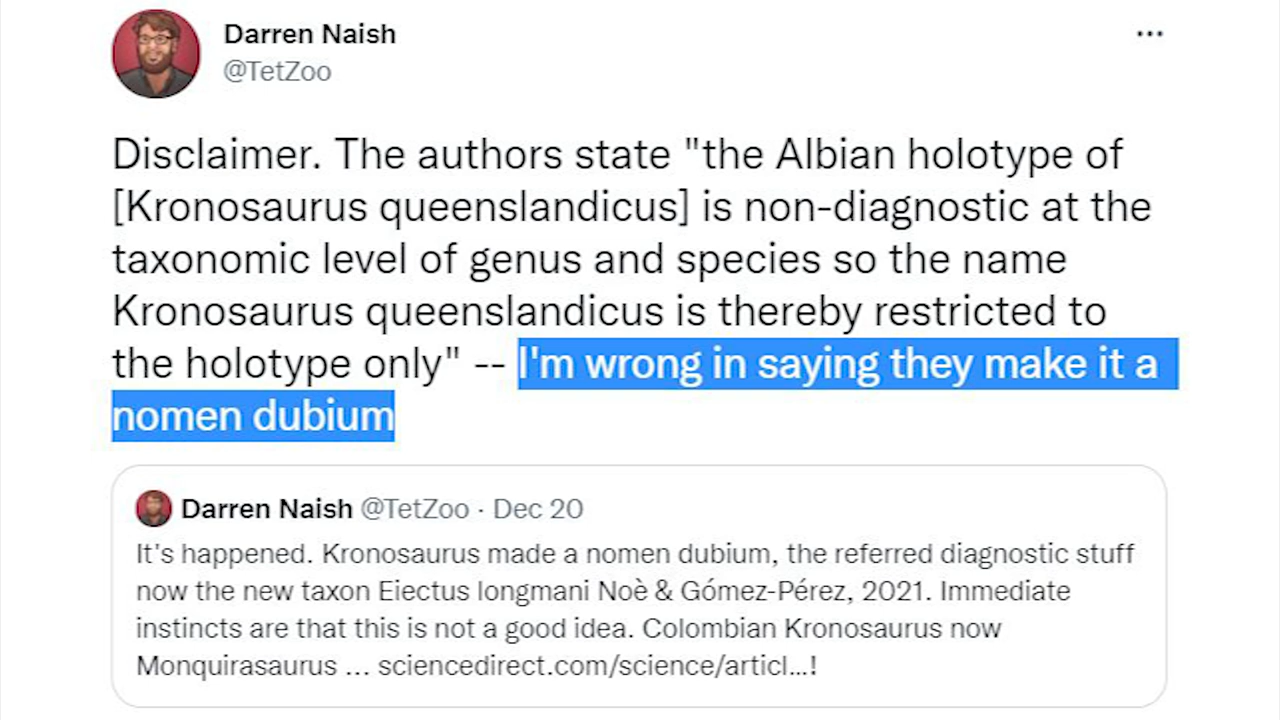 Darren Naish
@TetZoo
...
Disclaimer. The authors state "the Albian holotype of
[Kronosaurus queenslandicus] is non-diagnostic at the
taxonomic level of genus and species so the name
Kronosaurus queenslandicus is thereby restricted to
the holotype only" -- I'm wrong in saying they make it a
nomen dubium
Darren Naish @TetZoo · Dec 20
It's happened. Kronosaurus made a nomen dubium, the referred diagnostic stuff
now the new taxon Eiectus longmani Noè & Gómez-Pérez, 2021. Immediate
instincts are that this is not a good idea. Colombian Kronosaurus now
Monquirasaurus ... sciencedirect.com/science/articl...!